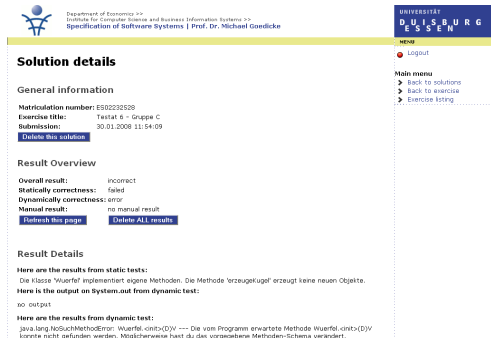 Department of Economics >>
Institute for Computer Science and Business Information Systems >>
Specification of Software Systems | Prof. Dr. Michael Goedicke
UNIVERSITÄT
DUISBURG
ESSEN
MENU
Logout
Main menu
Back to solutions
Back to exercise
Exercise listing
Solution details
General information
Matriculation number: ES02232528
Exercise title: Testat 6 - Gruppe C
Submission: 30.01.2008 11:54:09
Delete this solution
Result Overview
Overall result: incorrect
Statically correctness: failed
Dynamically correctness: error
Manual result: no manual result
Refresh this page Delete ALL results
Result Details
Here are the results from static tests:
Die Klasse 'Wuerfel' implementiert eigene Methoden. Die Methode 'erzeugeKugel' erzeugt keine neuen Objekte.
Here is the output on System.out from dynamic test:
no output
Here are the results from dynamic test:
java.lang.NoSuchMethodError: Wuerfel.<init>(D)V --- Die vom Programm erwartete Methode Wuerfel.<init>(D)V
konnte nicht gefunden werden. Möglicherweise hast du das vorgegebene Methoden-Schema verändert.